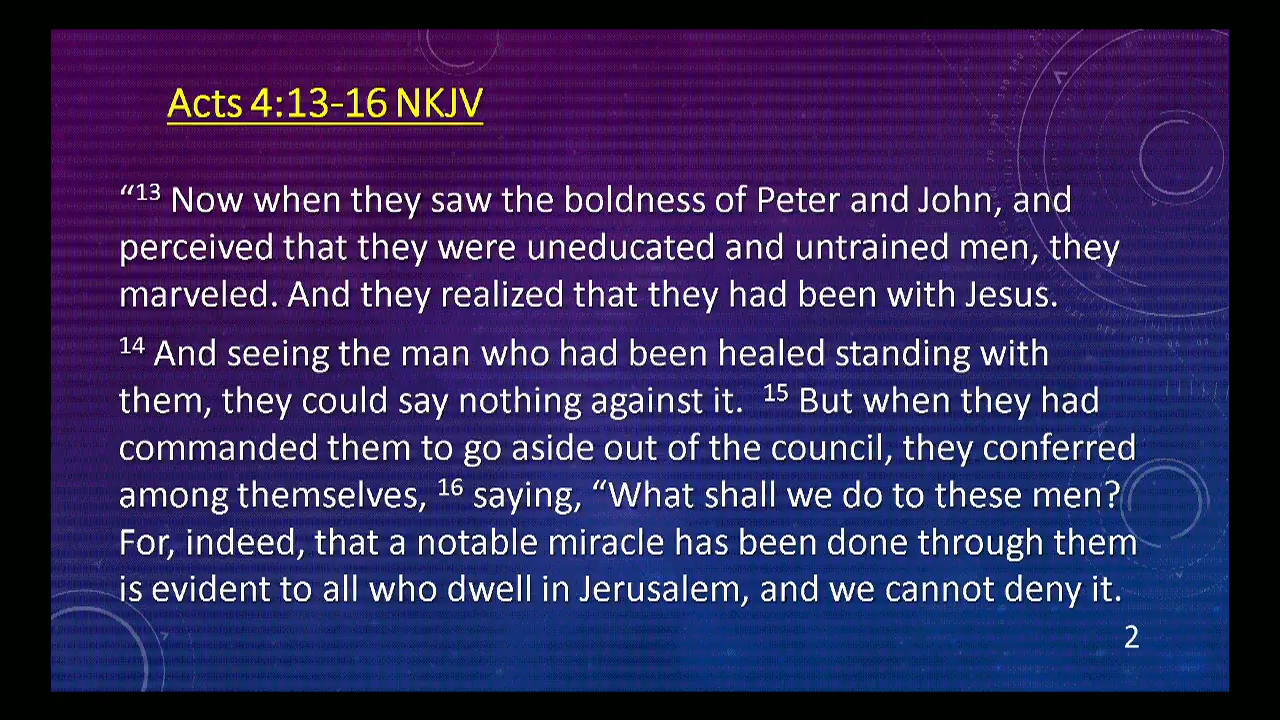 Acts 4:13-16 NKJV
“13 Now when they saw the boldness of Peter and John, and
perceived that they were uneducated and untrained men, they
marveled. And they realized that they had been with Jesus.
14 And seeing the man who had been healed standing with
them, they could say nothing against it. 15 But when they had
commanded them to go aside out of the council, they conferred
among themselves, 16 saying, “What shall we do to these men?
For, indeed, that a notable miracle has been done through them
is evident to all who dwell in Jerusalem, and we cannot deny it.
2